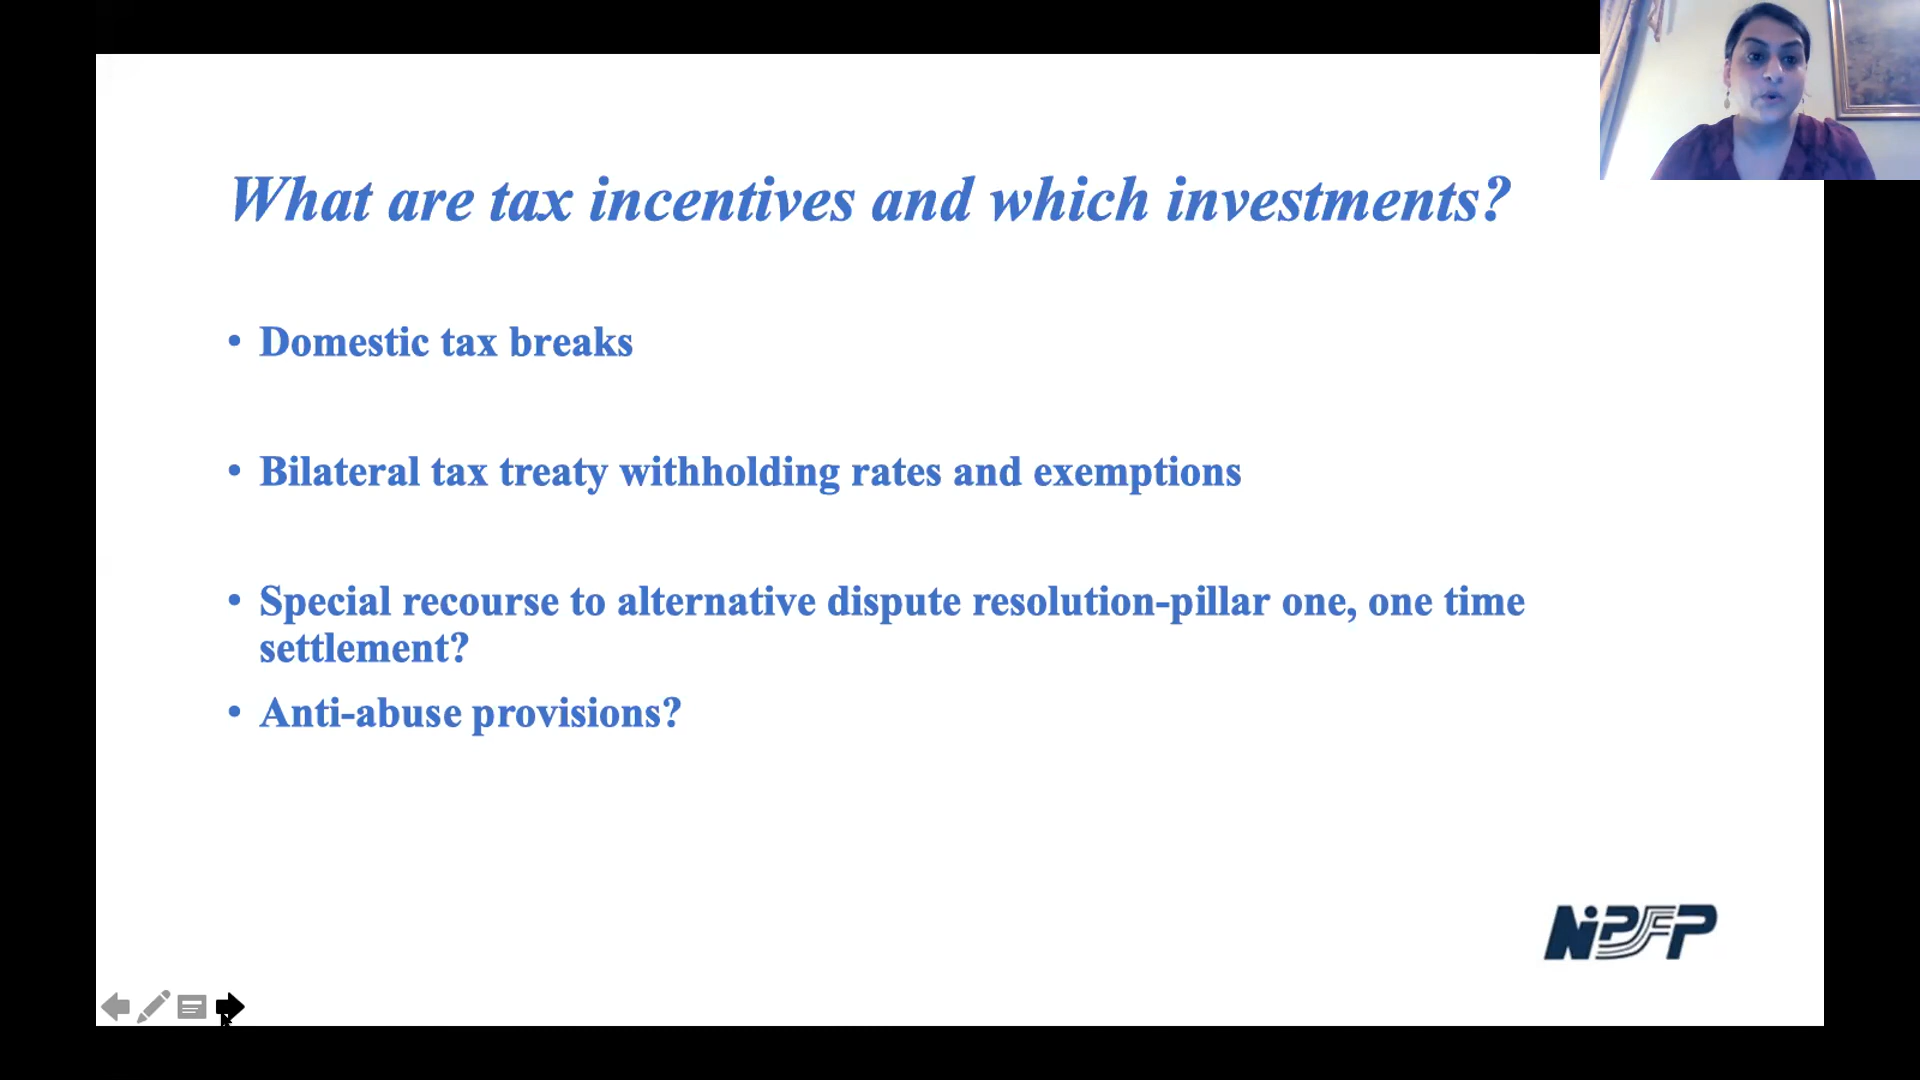 What are tax incentives and which investments?
• Domestic tax breaks
• Bilateral tax treaty withholding rates and exemptions
• Special recourse to alternative dispute resolution-pillar one, one time
settlement?
• Anti-abuse provisions?
NIPFP